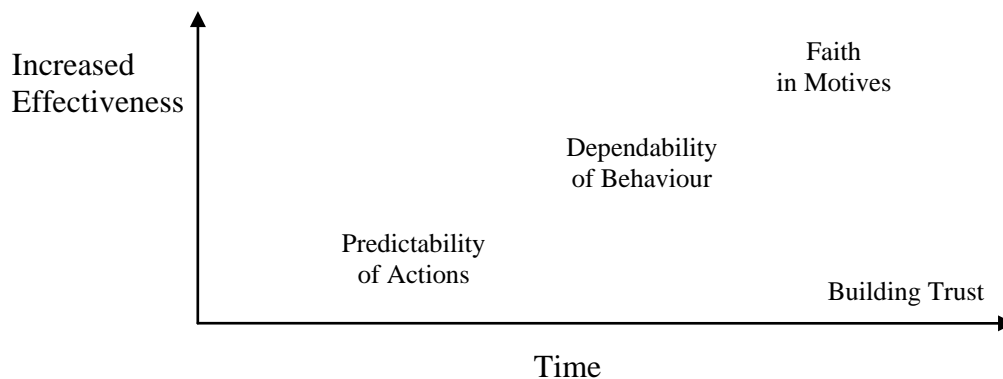 Increased
Effectiveness
Faith
in Motives
Dependability
of Behaviour
Predictability
of Actions
Building Trust
Time